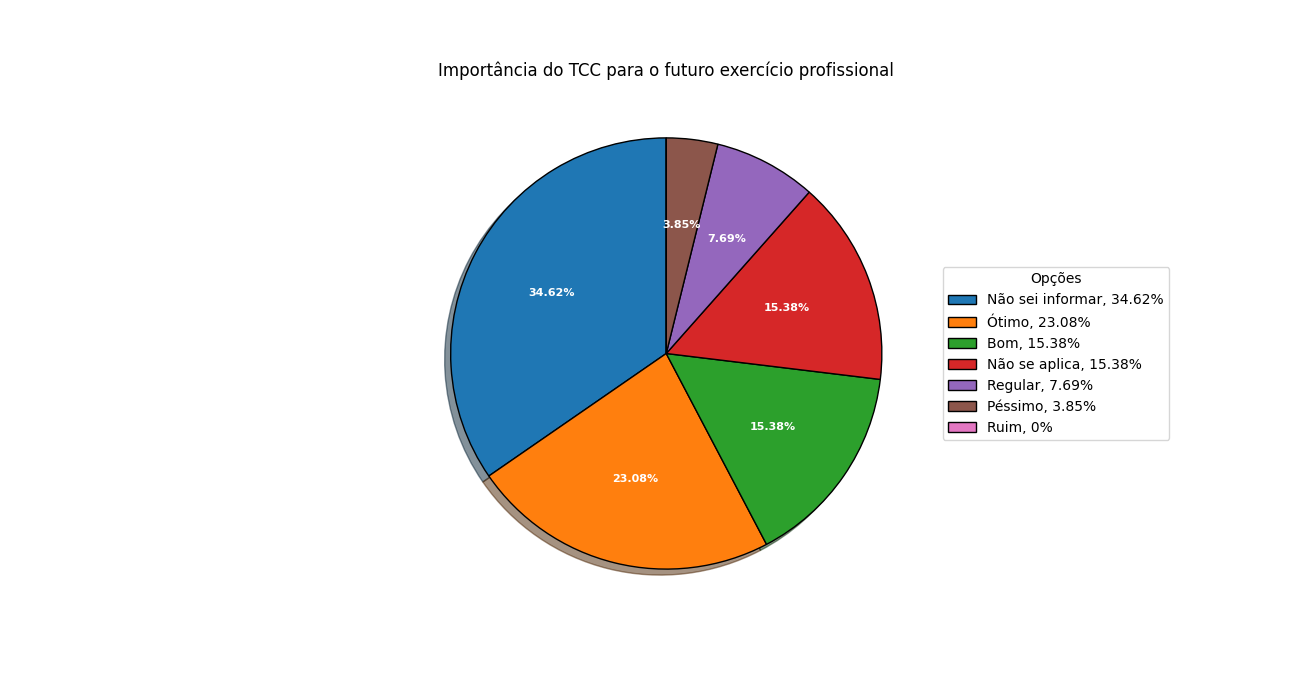 Importância do TCC para o futuro exercício profissional
3.85%
7.69%
34.62%
15.38%
15.38%
23.08%
Opções
Não sei informar, 34.62%
Ótimo, 23.08%
Bom, 15.38%
Não se aplica, 15.38%
Regular, 7.69%
Péssimo, 3.85%
Ruim, 0%